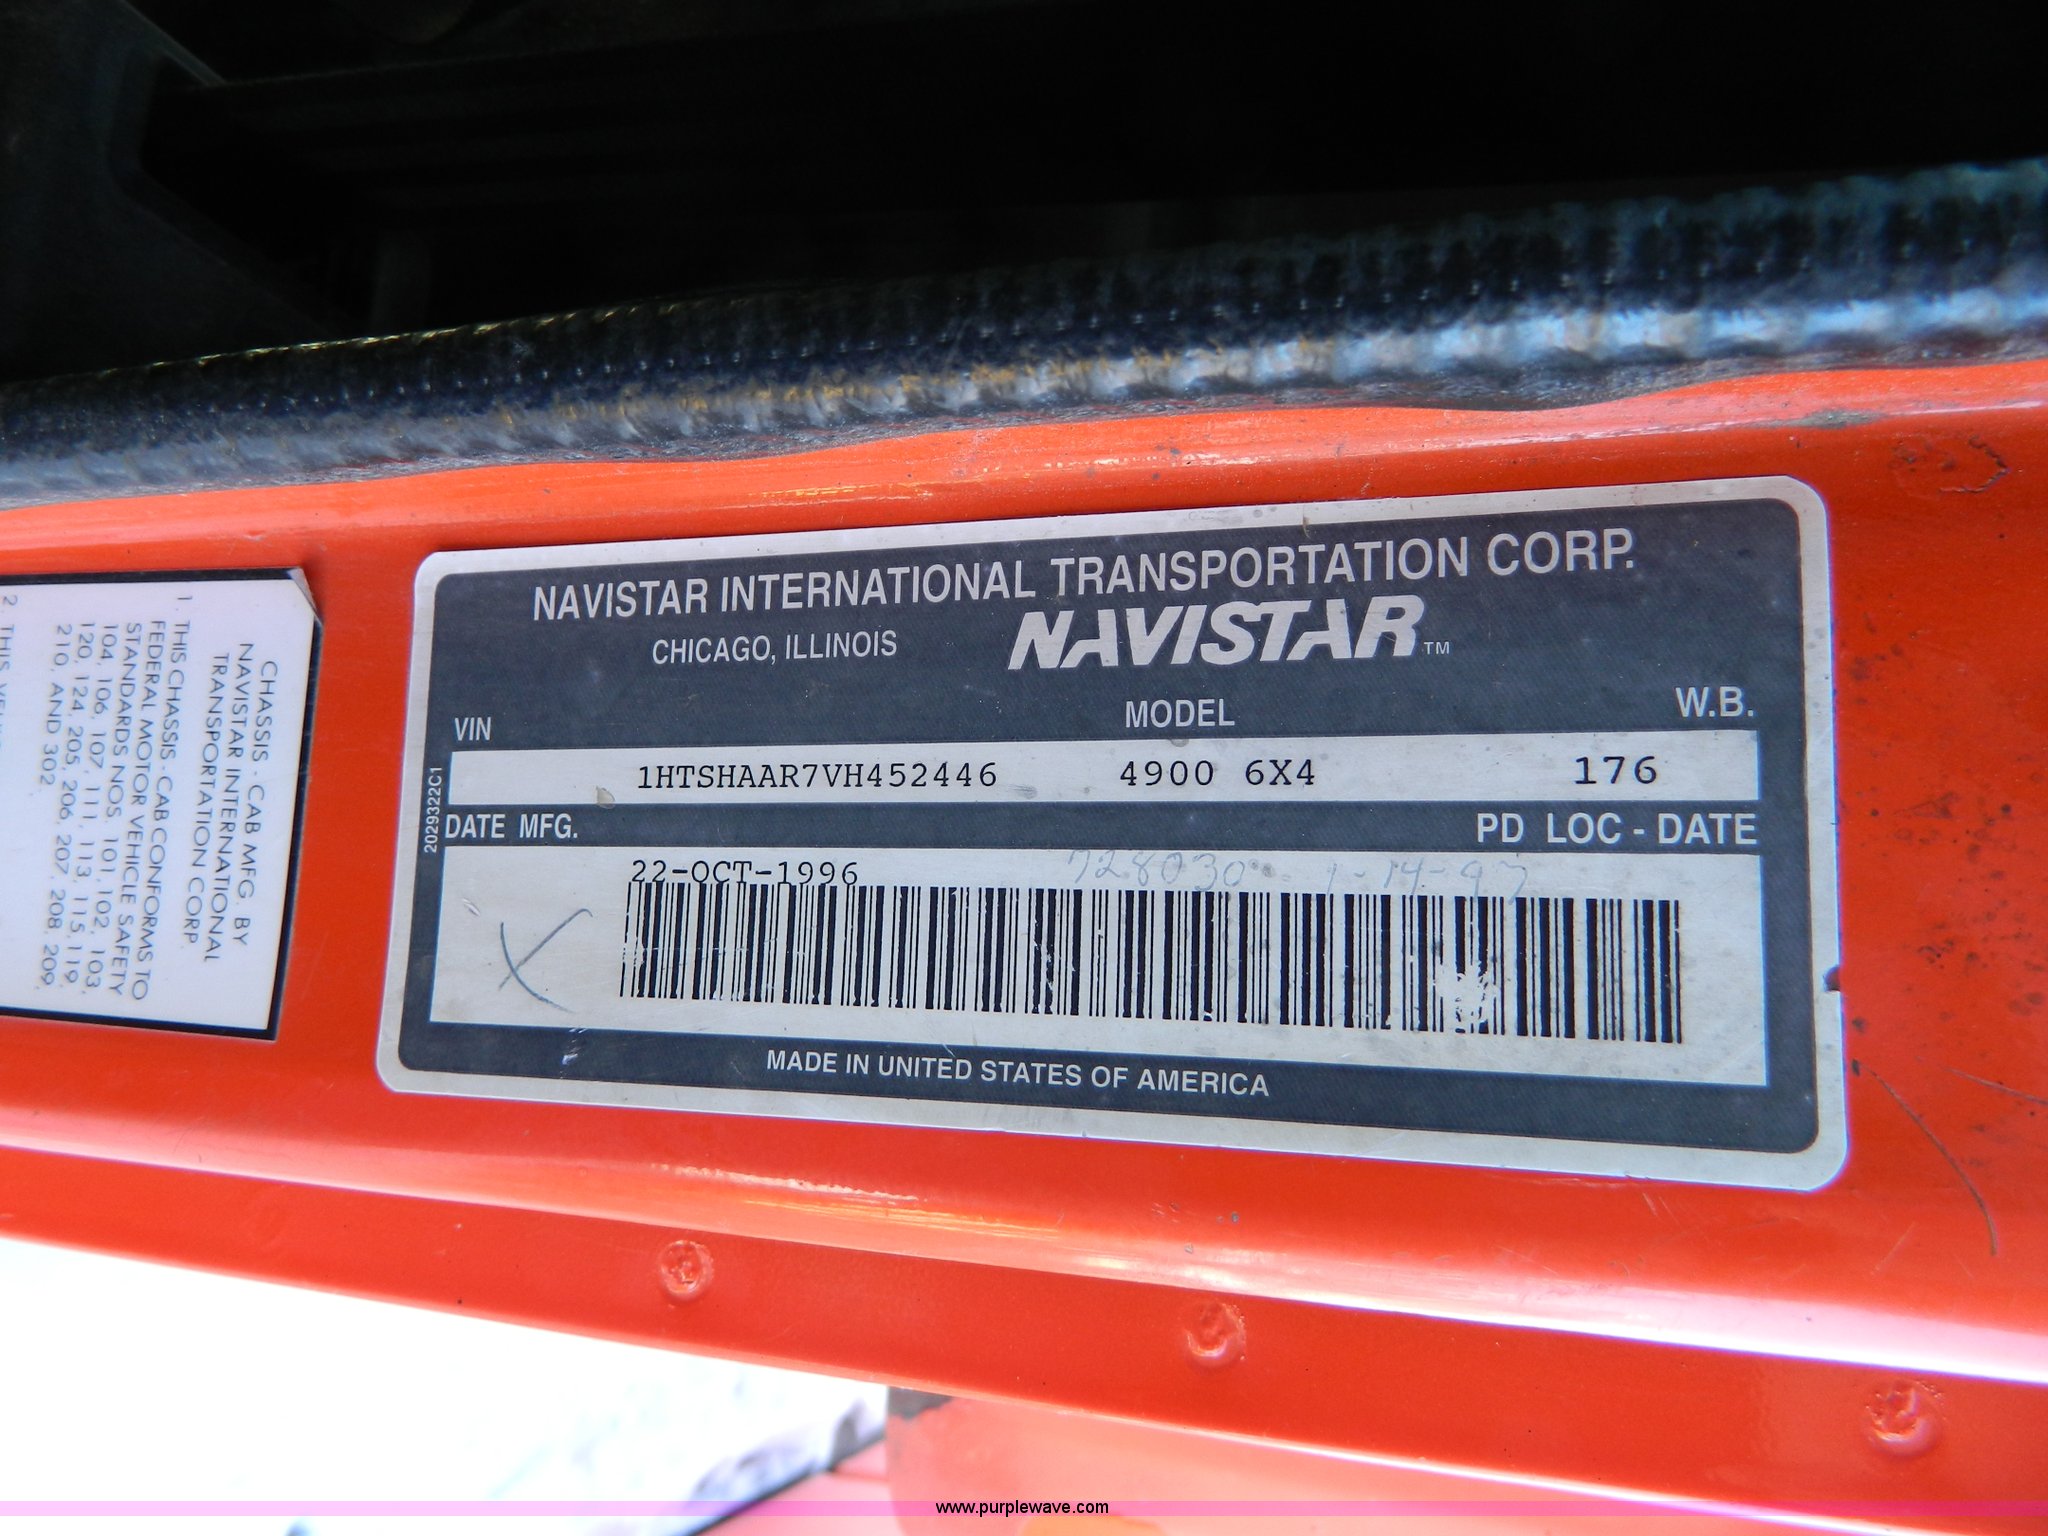 NAVISTAR INTERNATIONAL TRANSPORTATION CORP.
CHICAGO, ILLINOIS NAVISTAR™
VIN MODEL W.B.
1HTSHAAR7VH452446 4900 6X4 176
DATE MFG. PD LOC - DATE
22-OCT-1996 728030 1-14-97
X
MADE IN UNITED STATES OF AMERICA
2029322C1
CHASSIS - CAB MFG. BY
NAVISTAR INTERNATIONAL
TRANSPORTATION CORP.
1. THIS CHASSIS - CAB CONFORMS TO
FEDERAL MOTOR VEHICLE SAFETY
STANDARDS NOS. 101, 102, 103,
104, 106, 107, 111, 113, 115, 119,
120, 124, 205, 206, 207, 208, 209,
210, AND 302.
2. THIS
www.purplewave.com